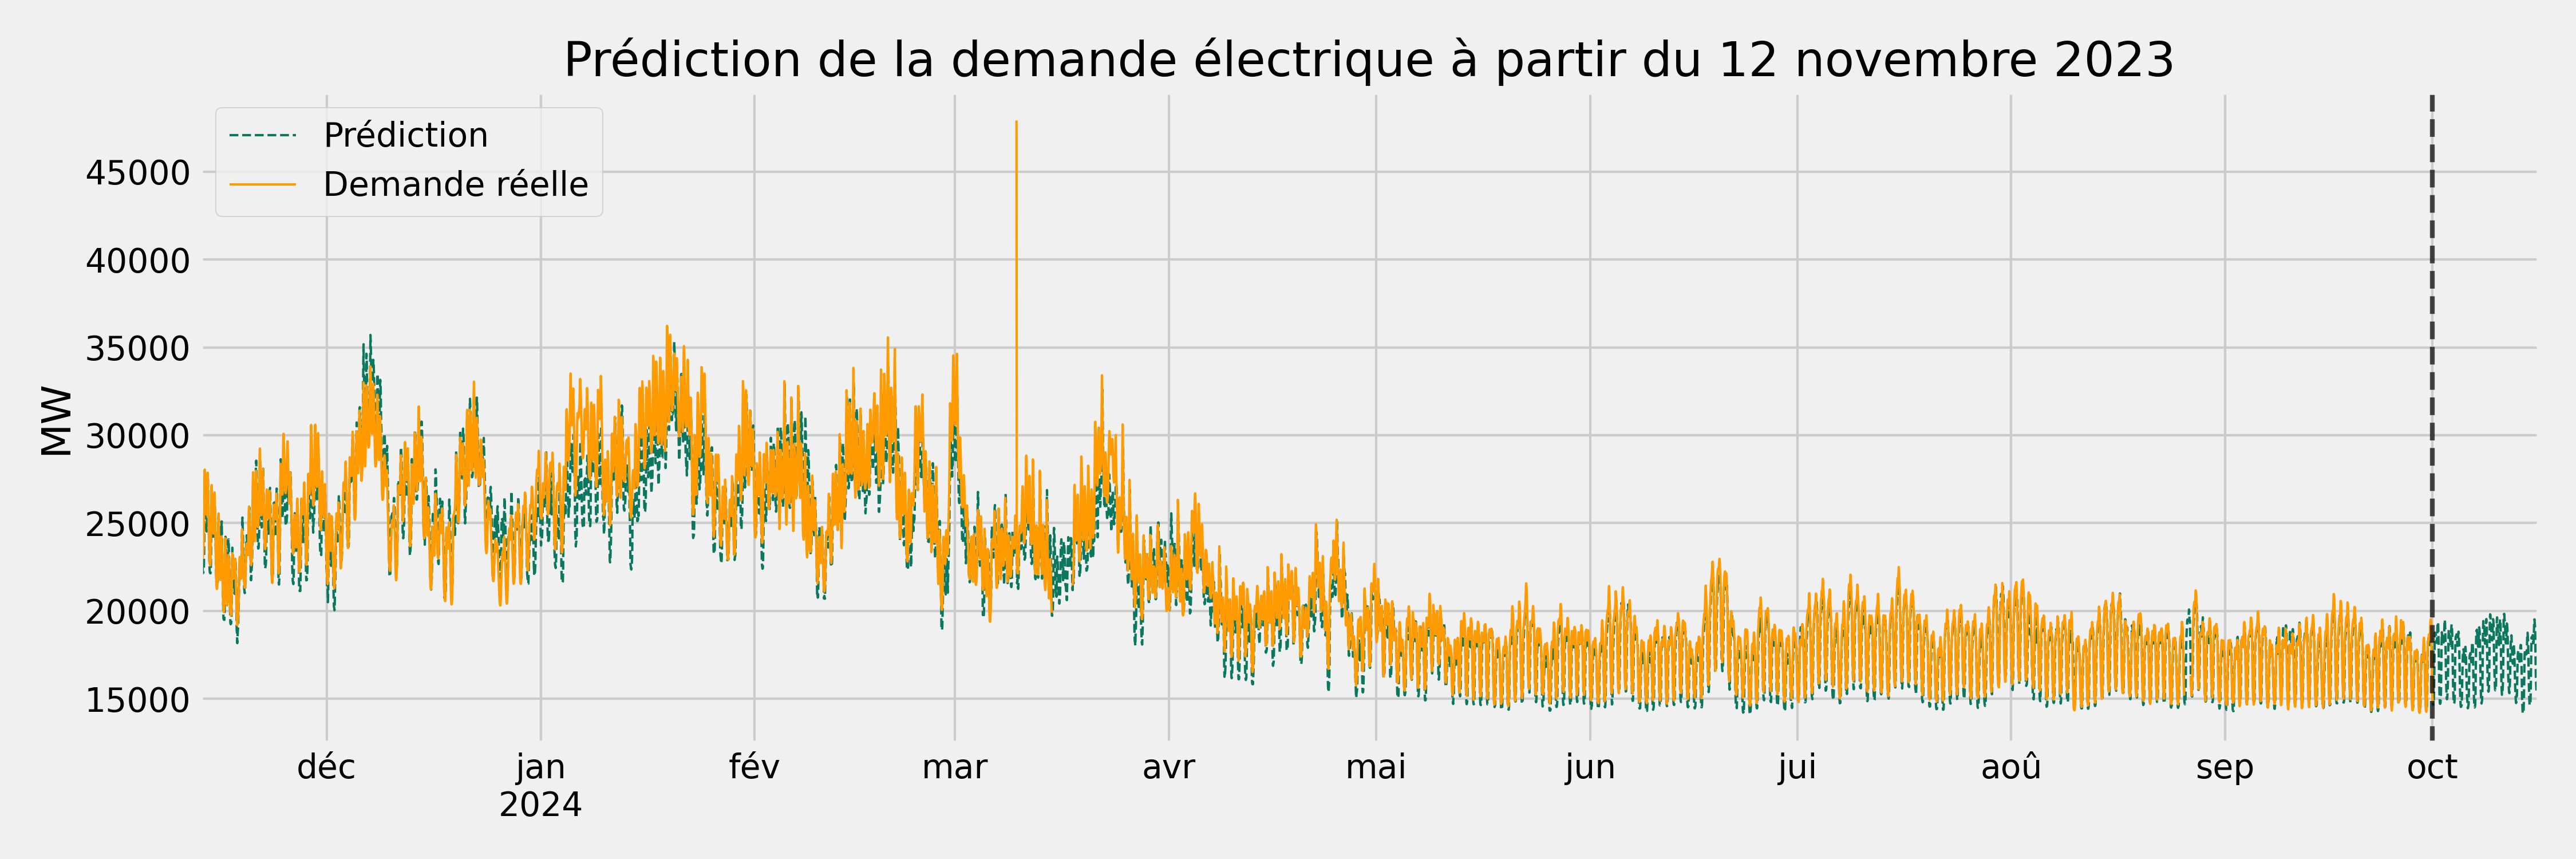 Prédiction de la demande électrique à partir du 12 novembre 2023
Prédiction
Demande réelle
MW
45000
40000
35000
30000
25000
20000
15000
déc jan fév mar avr mai jun jui aoû sep oct
2024